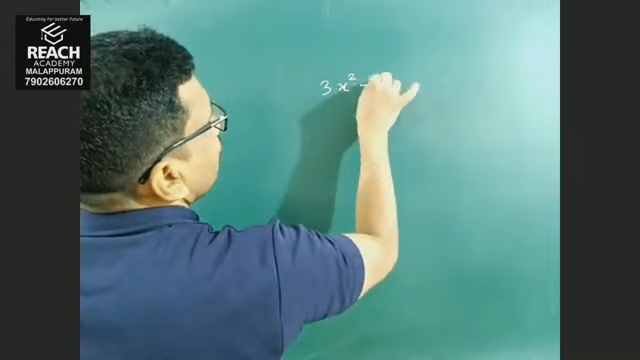 Educating for better future
REACH
ACADEMY
MALAPPURAM
7902606270
3x² -